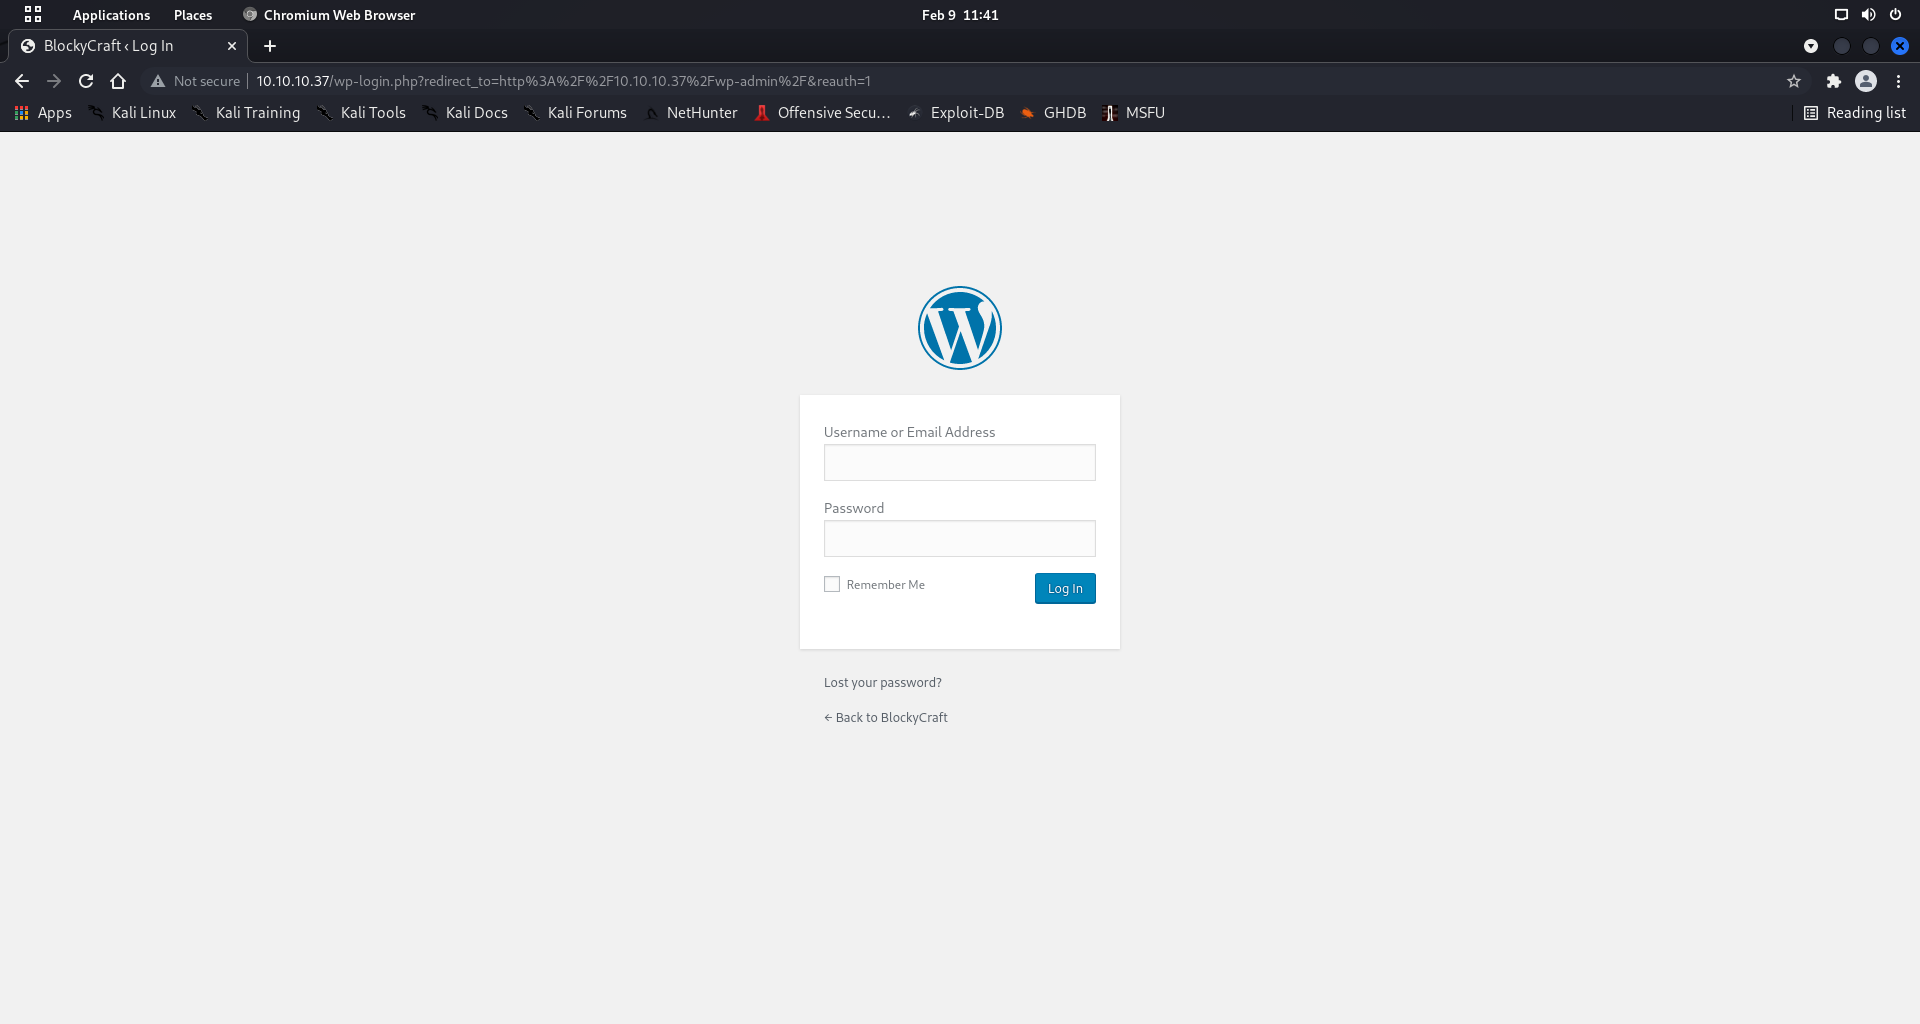 Applications Places Chromium Web Browser Feb 9 11:41
BlockyCraft ‹ Log In
Not secure 10.10.10.37/wp-login.php?redirect_to=http%3A%2F%2F10.10.10.37%2Fwp-admin%2F&reauth=1
Apps Kali Linux Kali Training Kali Tools Kali Docs Kali Forums NetHunter Offensive Secu... Exploit-DB GHDB MSFU Reading list
Username or Email Address
Password
Remember Me Log In
Lost your password?
← Back to BlockyCraft